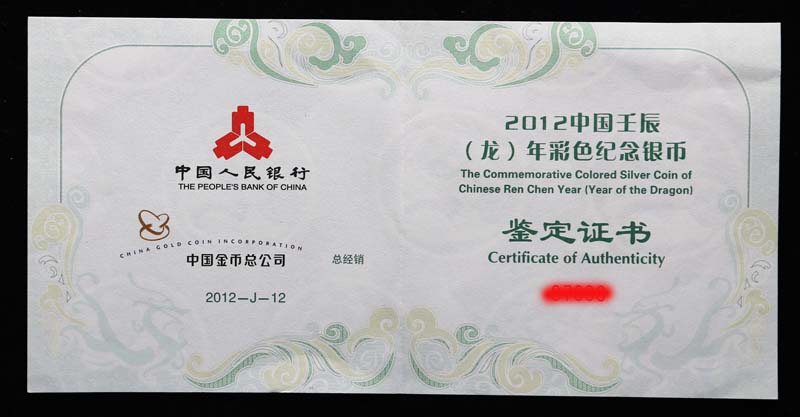 中国人民银行
THE PEOPLE'S BANK OF CHINA
CHINA GOLD COIN INCORPORATION
中国金币总公司 总经销
2012-J-12
2012中国壬辰
（龙）年彩色纪念银币
The Commemorative Colored Silver Coin of
Chinese Ren Chen Year (Year of the Dragon)
鉴定证书
Certificate of Authenticity